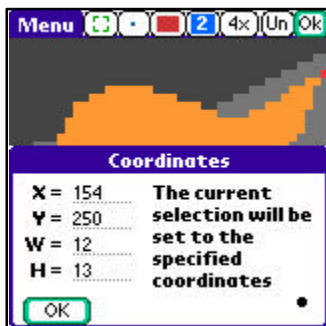 Menu 2 4x Un Ok
Coordinates
X = 154
Y = 250
W = 12
H = 13
The current
selection will be
set to the
specified
coordinates
OK